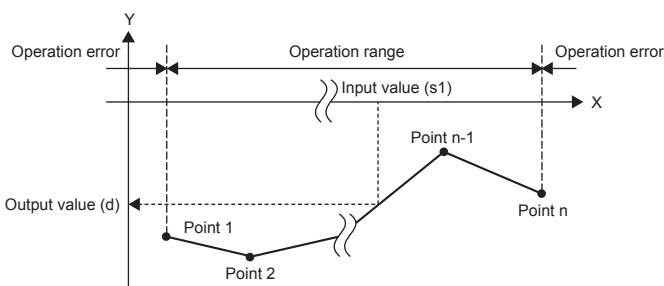 Y
Operation error
Operation range
Operation error
Input value (s1)
X
Point n-1
Output value (d)
Point 1
Point n
Point 2